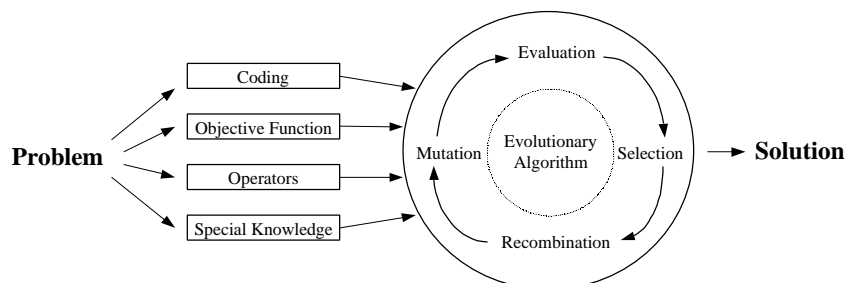 Problem
Coding
Objective Function
Operators
Special Knowledge
Evaluation
Mutation
Evolutionary
Algorithm
Selection
Recombination
Solution